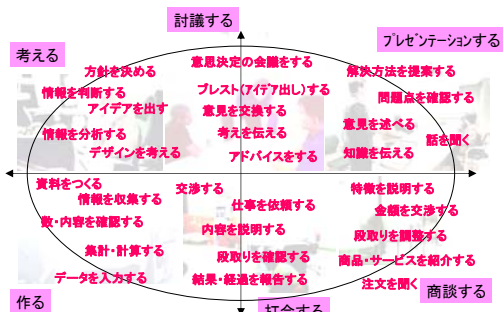 討議する
プレゼンテーションする
考える
意思決定の会議をする
方針を決める
解決方法を提案する
情報を判断する
ブレスト(アイデア出し)する
問題点を確認する
アイデアを出す
意見を交換する
意見を述べる
情報を分析する
考えを伝える
話を聞く
デザインを考える
アドバイスをする
知識を伝える
資料をつくる
交渉する
特徴を説明する
情報を収集する
仕事を依頼する
金額を交渉する
数・内容を確認する
内容を説明する
段取りを調整する
集計・計算する
段取りを確認する
商品・サービスを紹介する
データを入力する
結果・経過を報告する
注文を聞く
作る
打合する
商談する